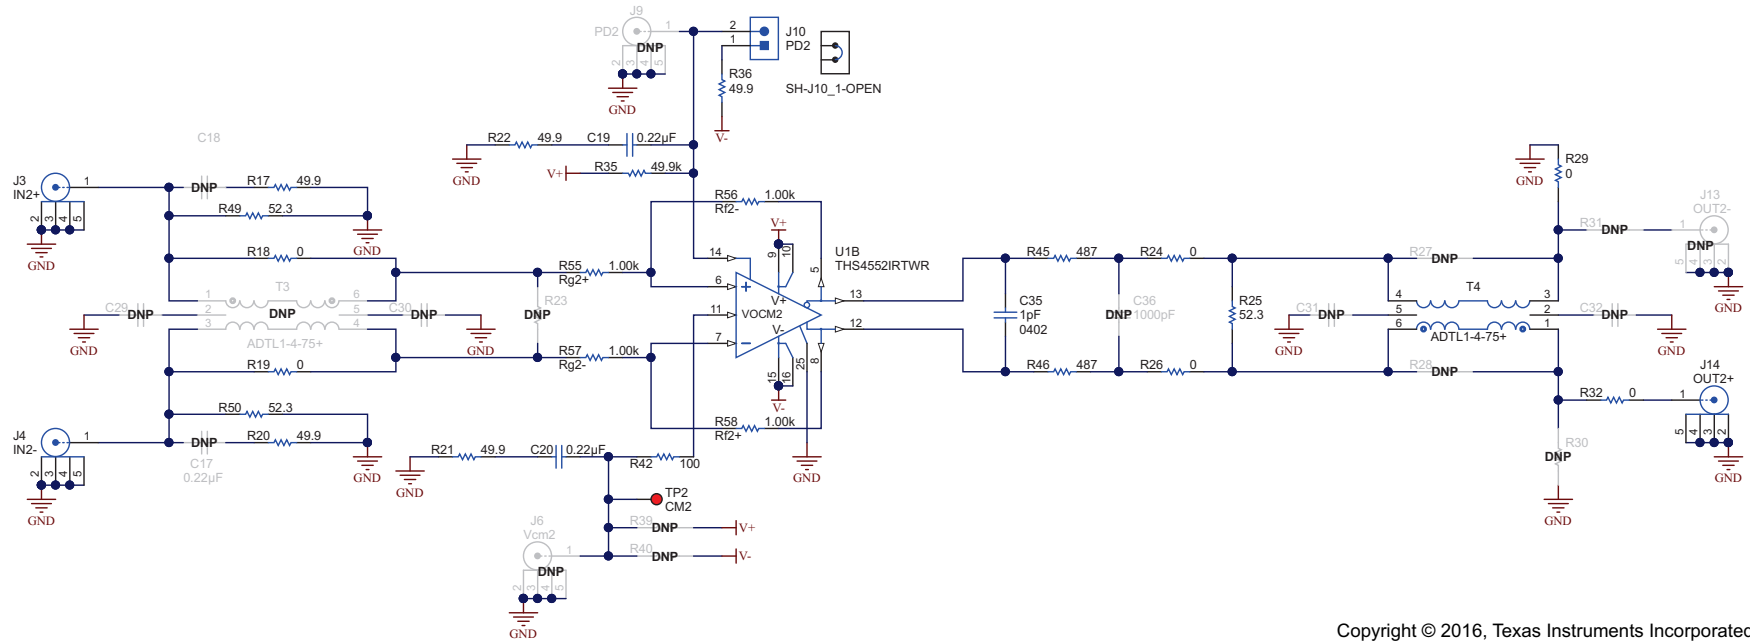 J9
PD2
1
DNP
2 3 4 5
GND
2
1
J10
PD2
R36
49.9
V-
SH-J10_1-OPEN
C18
R22 49.9 C19 0.22µF
GND
V+ R35 49.9k
J3
IN2+
1
2 3 4 5
GND
DNP R17 49.9
R49 52.3
GND
R18 0
T3
1 6
C29 DNP 2 DNP 5 C30 DNP
3 4
GND
GND
ADTL1-4-75+
R19 0
R50 52.3
J4
IN2-
1
2 3 4 5
GND
DNP R20 49.9
C17
0.22µF
GND
R55 1.00k
Rg2+
R23
DNP
R57 1.00k
Rg2-
R56 1.00k
Rf2-
V+
9 10 5
U1B
THS4552IRTWR
14
6
11
7
V+
VOCM2
V-
13
12
15 16 25 8
V-
R58 1.00k
Rf2+
GND
R21 49.9 C20 0.22µF
R42 100
GND
TP2
CM2
R39 DNP V+
R40 DNP V-
J6
Vcm2
1
DNP
2 3 4 5
GND
C35
1pF
0402
R45 487 R24 0
C36
DNP 1000pF
R25
52.3
R46 487 R26 0
C31 DNP
GND
R27 DNP
T4
4 3
5 2
6 1
ADTL1-4-75+
R28 DNP
C32 DNP
GND
R29
0
GND
R31 DNP 1
J13
OUT2-
DNP
5 4 3 2
GND
R32 0 1
J14
OUT2+
5 4 3 2
GND
R30
DNP
GND
Copyright © 2016, Texas Instruments Incorporated